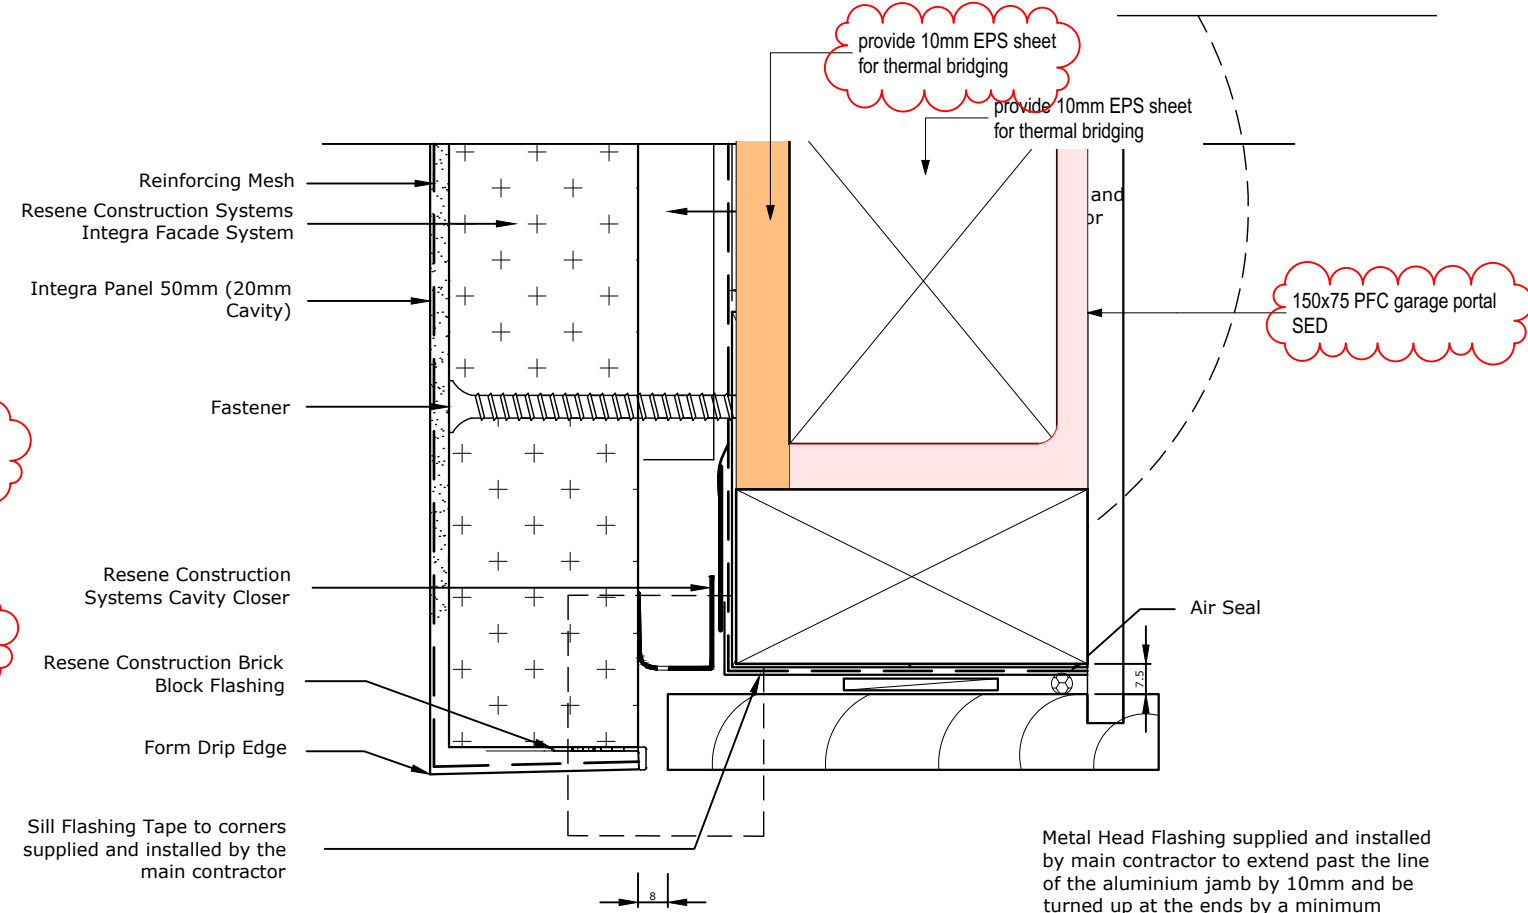 provide 10mm EPS sheet
for thermal bridging
provide 10mm EPS sheet
for thermal bridging
Reinforcing Mesh
Resene Construction Systems
Integra Facade System
and
or
Integra Panel 50mm (20mm
Cavity)
150x75 PFC garage portal
SED
Fastener
Resene Construction
Systems Cavity Closer
Air Seal
Resene Construction Brick
Block Flashing
7.5
Form Drip Edge
Sill Flashing Tape to corners
supplied and installed by the
main contractor
8
Metal Head Flashing supplied and installed
by main contractor to extend past the line
of the aluminium jamb by 10mm and be
turned up at the ends by a minimum